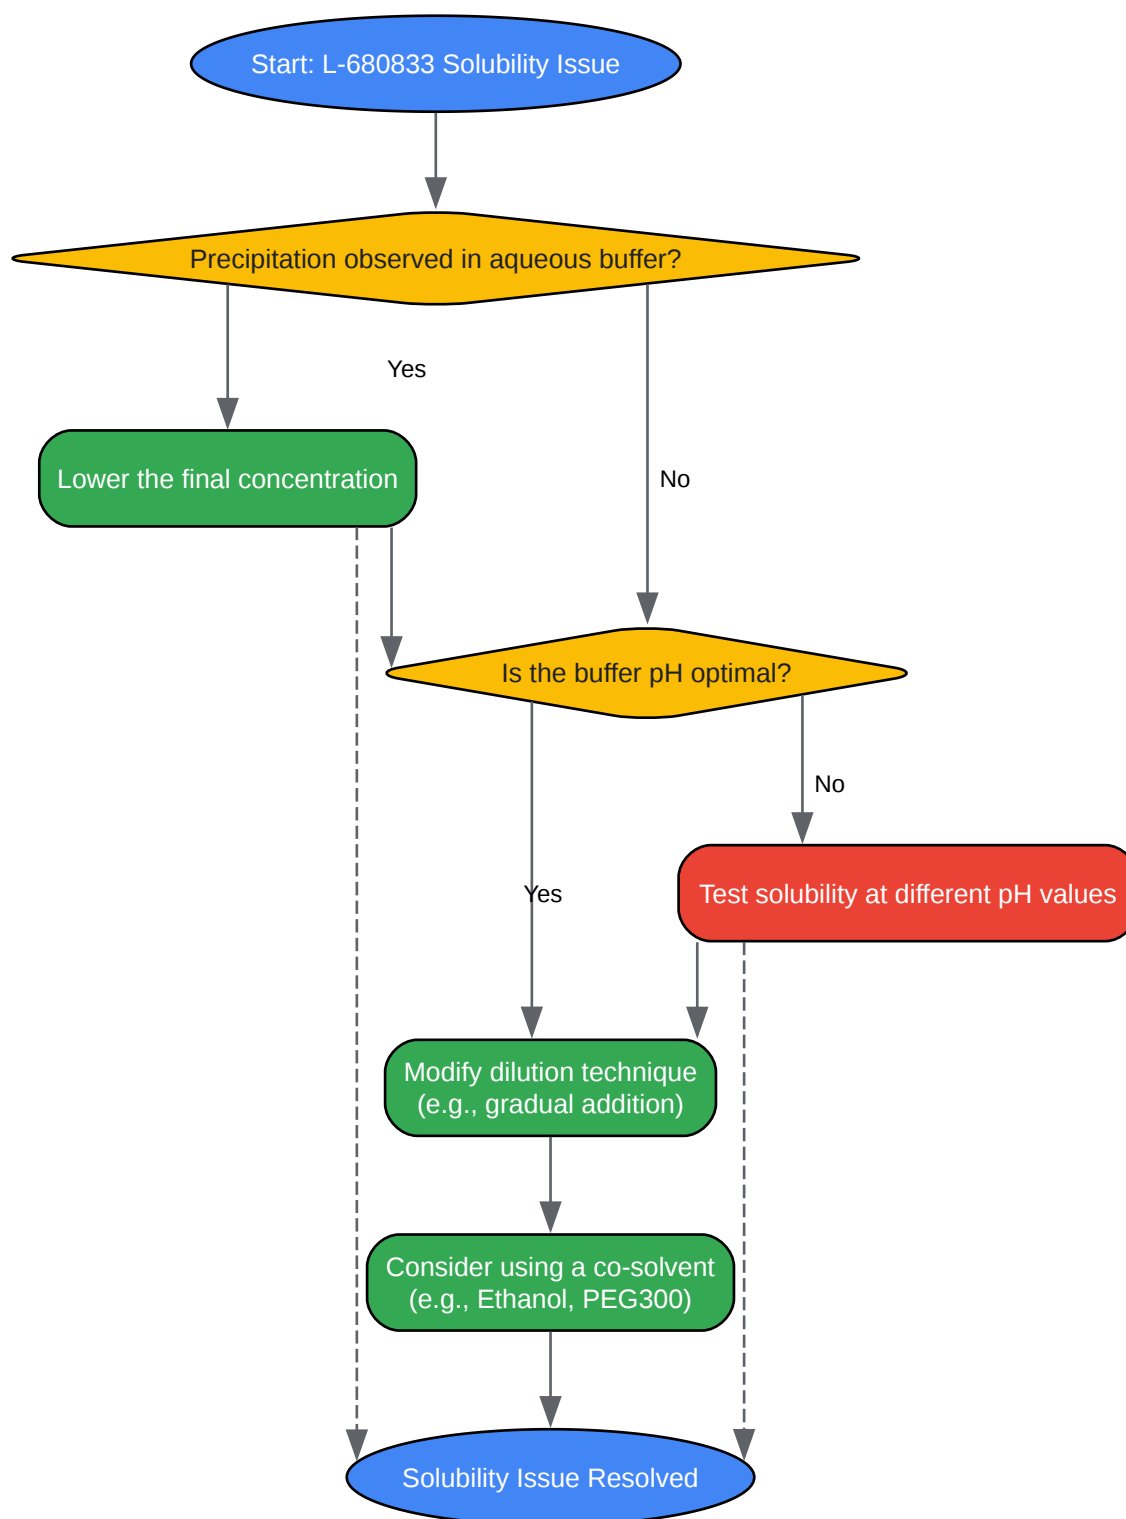 Start: L-680833 Solubility Issue
Precipitation observed in aqueous buffer?
Yes
Lower the final concentration
No
Is the buffer pH optimal?
No
Yes
Test solubility at different pH values
Modify dilution technique
(e.g., gradual addition)
Consider using a co-solvent
(e.g., Ethanol, PEG300)
Solubility Issue Resolved